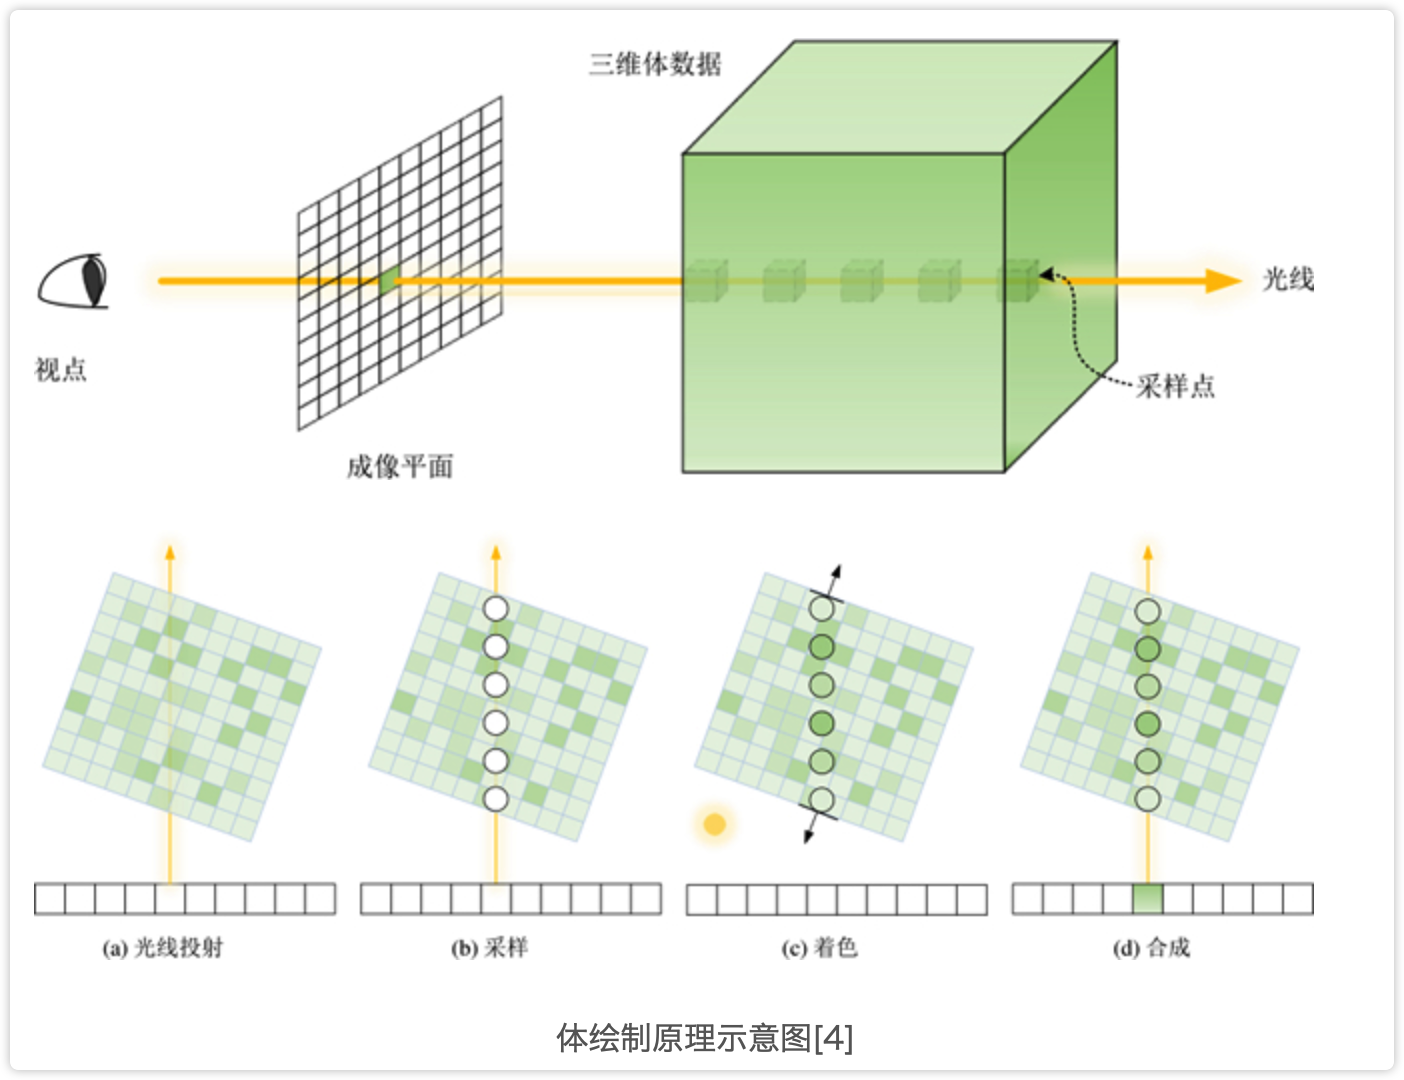 三维体数据
光线
视点
采样点
成像平面
(a) 光线投射
(b) 采样
(c) 着色
(d) 合成
体绘制原理示意图[4]